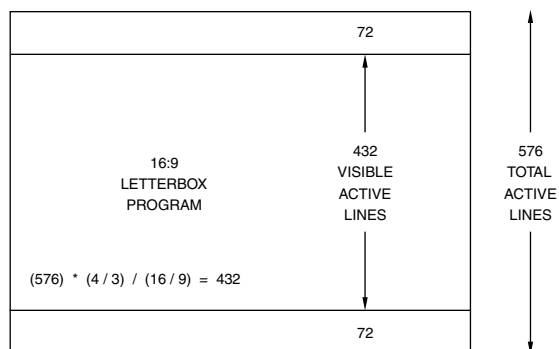 72
16:9
LETTERBOX
PROGRAM
432
VISIBLE
ACTIVE
LINES
576
TOTAL
ACTIVE
LINES
(576) * (4 / 3) / (16 / 9) = 432
72